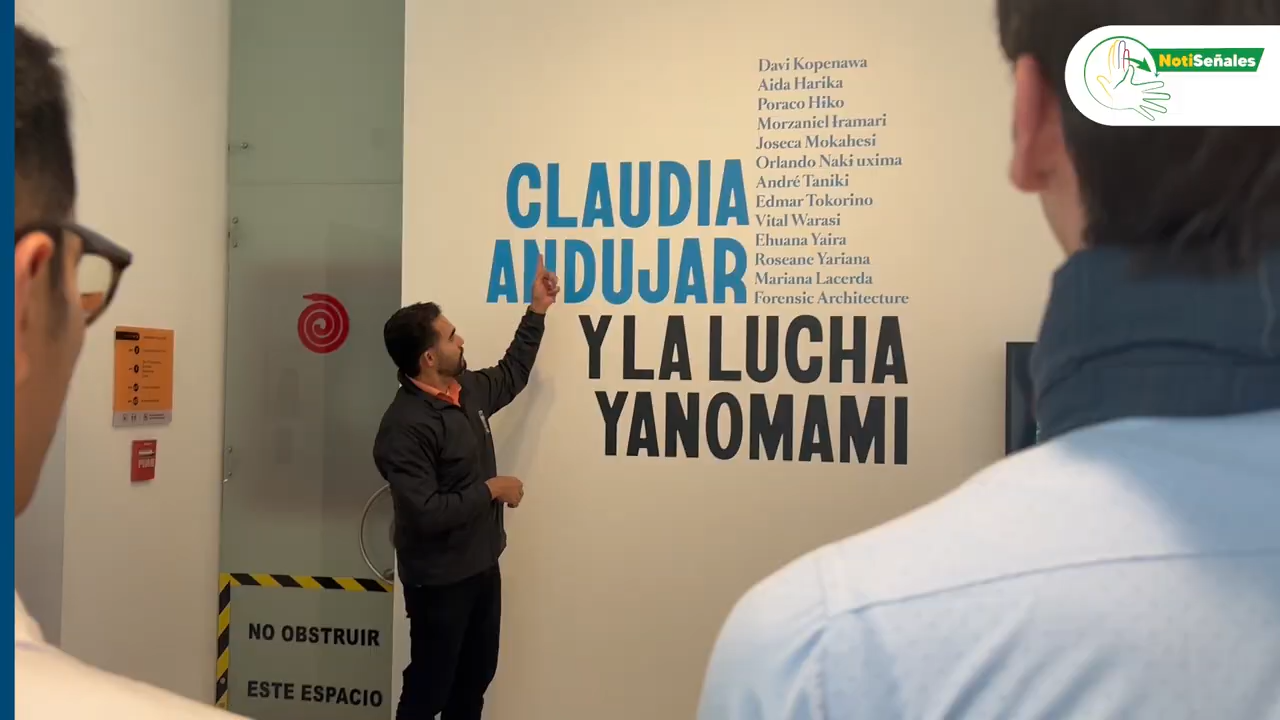 NotiSeñales
Davi Kopenawa
Aida Harika
Poraco Hiko
Morzaniel Iramari
Joseca Mokahesi
Orlando Naki uxima
André Taniki
Edmar Tokorino
Vital Warasi
Ehuana Yaira
Roseane Yariana
Mariana Lacerda
Forensic Architecture
CLAUDIA
ANDUJAR
Y LA LUCHA
YANOMAMI
NO OBSTRUIR
ESTE ESPACIO